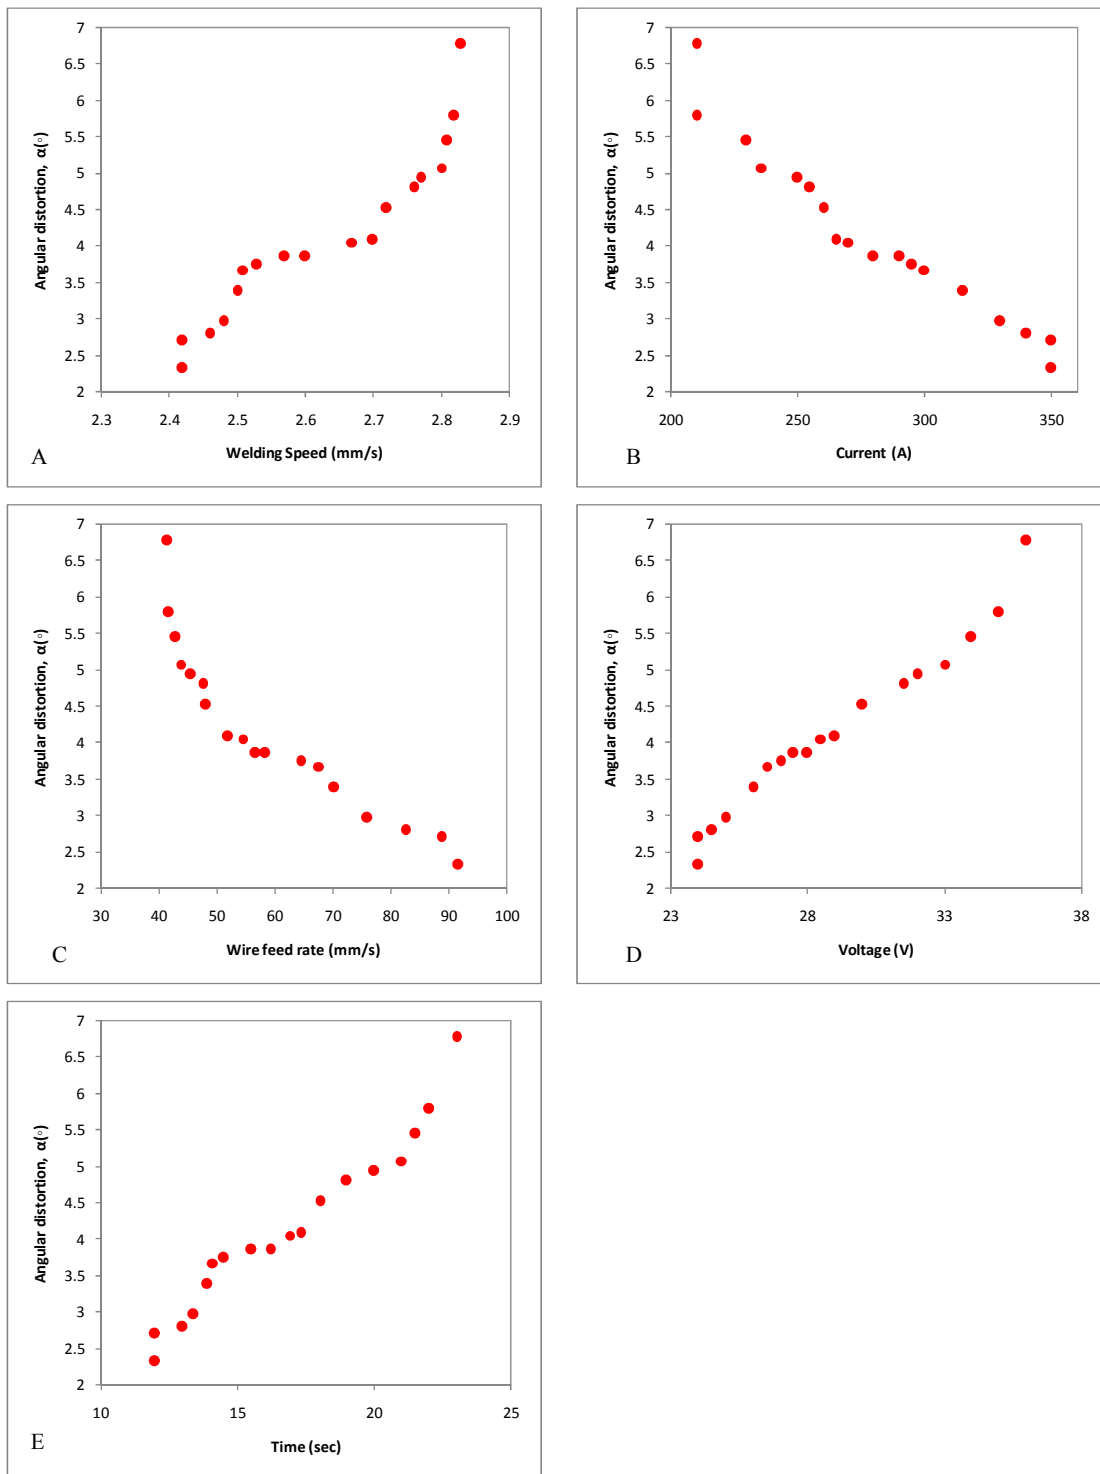 7
6.5
6
5.5
5
4.5
4
3.5
3
2.5
2
Angular distortion, α(◦)
2.3 2.4 2.5 2.6 2.7 2.8 2.9
Welding Speed (mm/s)
A
7
6.5
6
5.5
5
4.5
4
3.5
3
2.5
2
Angular distortion, α(◦)
200 250 300 350
Current (A)
B
7
6.5
6
5.5
5
4.5
4
3.5
3
2.5
2
Angular distortion, α(◦)
30 40 50 60 70 80 90 100
Wire feed rate (mm/s)
C
7
6.5
6
5.5
5
4.5
4
3.5
3
2.5
2
Angular distortion, α(◦)
23 28 33 38
Voltage (V)
D
7
6.5
6
5.5
5
4.5
4
3.5
3
2.5
2
Angular distortion, α(◦)
10 15 20 25
Time (sec)
E